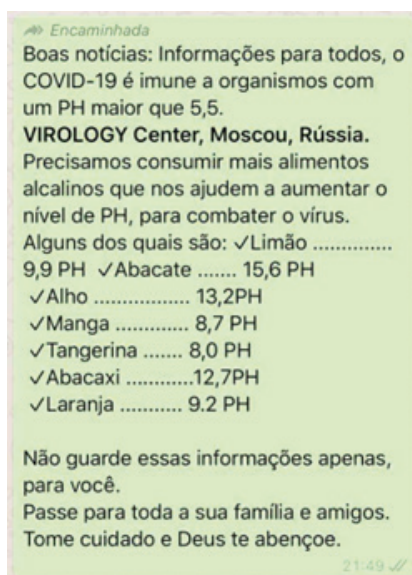 Encaminhada
Boas notícias: Informações para todos, o
COVID-19 é imune a organismos com
um PH maior que 5,5.
VIROLOGY Center, Moscou, Rússia.
Precisamos consumir mais alimentos
alcalinos que nos ajudem a aumentar o
nível de PH, para combater o vírus.
Alguns dos quais são: ✓Limão ..............
9,9 PH ✓Abacate ....... 15,6 PH
✓Alho ................. 13,2PH
✓Manga ............. 8,7 PH
✓Tangerina ....... 8,0 PH
✓Abacaxi ............12,7PH
✓Laranja ........... 9.2 PH
Não guarde essas informações apenas,
para você.
Passe para toda a sua família e amigos.
Tome cuidado e Deus te abençoe.
21:49